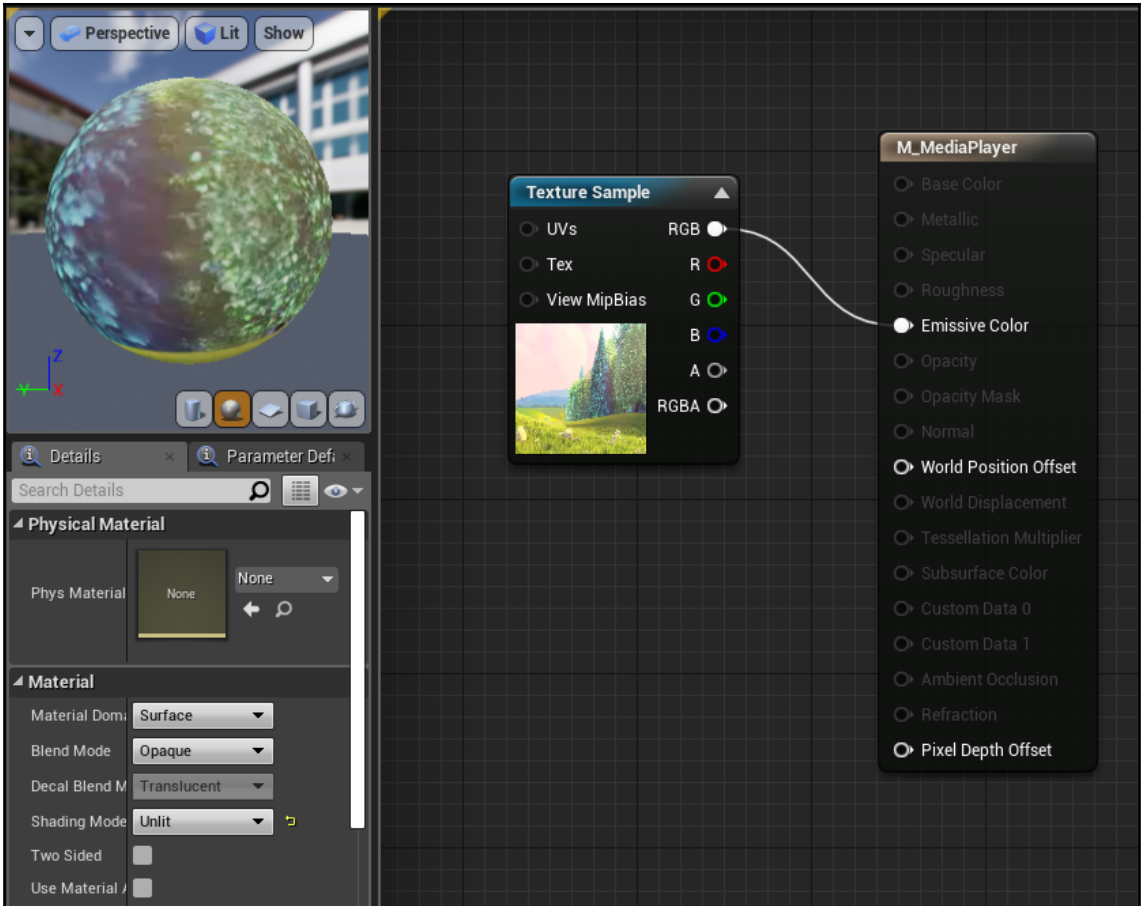 Perspective
Lit
Show
Z
Y
X
Details
Parameter Defa
Search Details
Physical Material
Phys Material
None
None
Material
Material Doma
Surface
Blend Mode
Opaque
Decal Blend M
Translucent
Shading Mode
Unlit
Two Sided
Use Material A
Texture Sample
UVs
RGB
Tex
R
View MipBias
G
B
A
RGBA
M_MediaPlayer
Base Color
Metallic
Specular
Roughness
Emissive Color
Opacity
Opacity Mask
Normal
World Position Offset
World Displacement
Tessellation Multiplier
Subsurface Color
Custom Data 0
Custom Data 1
Ambient Occlusion
Refraction
Pixel Depth Offset